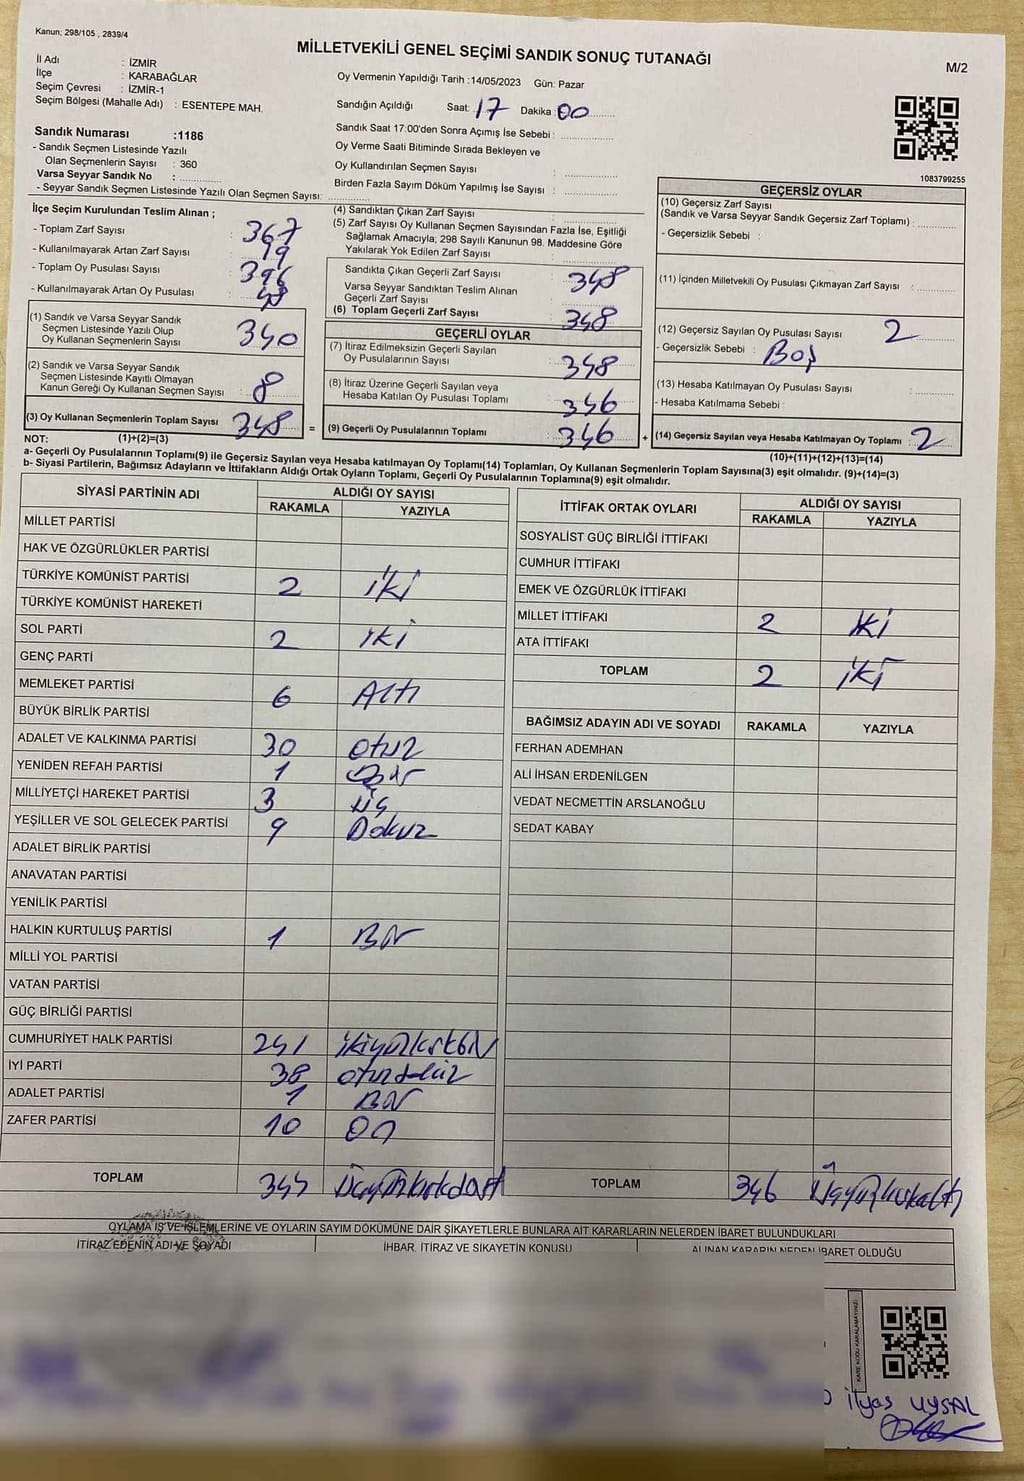 Kanun; 298/105 , 2839/4
MİLLETVEKİLİ GENEL SEÇİMİ SANDIK SONUÇ TUTANAĞI
M/2
İl Adı : İZMİR
İlçe : KARABAĞLAR
Seçim Çevresi : İZMİR-1
Seçim Bölgesi (Mahalle Adı) : ESENTEPE MAH.
Oy Vermenin Yapıldığı Tarih :14/05/2023 Gün: Pazar
Sandığın Açıldığı Saat: 17 Dakika :00
Sandık Saat 17:00'den Sonra Açımış İse Sebebi :
Oy Verme Saati Bitiminde Sırada Bekleyen ve
Oy Kullandırılan Seçmen Sayısı :
Birden Fazla Sayım Döküm Yapılmış İse Sayısı :
Sandık Numarası :1186
- Sandık Seçmen Listesinde Yazılı
Olan Seçmenlerin Sayısı : 360
Varsa Seyyar Sandık No :
- Seyyar Sandık Seçmen Listesinde Yazılı Olan Seçmen Sayısı:
1083799255
İlçe Seçim Kurulundan Teslim Alınan ;
- Toplam Zarf Sayısı : 367
- Kullanılmayarak Artan Zarf Sayısı : 19
- Toplam Oy Pusulası Sayısı : 396
- Kullanılmayarak Artan Oy Pusulası : 48
(1) Sandık ve Varsa Seyyar Sandık
Seçmen Listesinde Yazılı Olup
Oy Kullanan Seçmenlerin Sayısı : 340
(2) Sandık ve Varsa Seyyar Sandık
Seçmen Listesinde Kayıtlı Olmayan
Kanun Gereği Oy Kullanan Seçmen Sayısı : 8
(3) Oy Kullanan Seçmenlerin Toplam Sayısı : 348
(4) Sandıktan Çıkan Zarf Sayısı :
(5) Zarf Sayısı Oy Kullanan Seçmen Sayısından Fazla İse, Eşitliği
Sağlamak Amacıyla; 298 Sayılı Kanunun 98. Maddesine Göre
Yakılarak Yok Edilen Zarf Sayısı :
Sandıkta Çıkan Geçerli Zarf Sayısı : 348
Varsa Seyyar Sandıktan Teslim Alınan
Geçerli Zarf Sayısı :
(6) Toplam Geçerli Zarf Sayısı : 348
GEÇERLİ OYLAR
(7) İtiraz Edilmeksizin Geçerli Sayılan
Oy Pusulalarının Sayısı : 348
(8) İtiraz Üzerine Geçerli Sayılan veya
Hesaba Katılan Oy Pusulası Toplamı : 346
= (9) Geçerli Oy Pusulalarının Toplamı : 346
GEÇERSİZ OYLAR
(10) Geçersiz Zarf Sayısı
(Sandık ve Varsa Seyyar Sandık Geçersiz Zarf Toplamı) :
- Geçersizlik Sebebi :
(11) İçinden Milletvekili Oy Pusulası Çıkmayan Zarf Sayısı :
(12) Geçersiz Sayılan Oy Pusulası Sayısı : 2
- Geçersizlik Sebebi : Boş
(13) Hesaba Katılmayan Oy Pusulası Sayısı :
- Hesaba Katılmama Sebebi :
+ (14) Geçersiz Sayılan veya Hesaba Katılmayan Oy Toplamı : 2
NOT: (1)+(2)=(3) (10)+(11)+(12)+(13)=(14)
a- Geçerli Oy Pusulalarının Toplamı(9) ile Geçersiz Sayılan veya Hesaba katılmayan Oy Toplamı(14) Toplamları, Oy Kullanan Seçmenlerin Toplam Sayısına(3) eşit olmalıdır. (9)+(14)=(3)
b- Siyasi Partilerin, Bağımsız Adayların ve İttifakların Aldığı Ortak Oyların Toplamı, Geçerli Oy Pusulalarının Toplamına(9) eşit olmalıdır.
SİYASİ PARTİNİN ADI ALDIĞI OY SAYISI
RAKAMLA YAZIYLA
MİLLET PARTİSİ
HAK VE ÖZGÜRLÜKLER PARTİSİ
TÜRKİYE KOMÜNİST PARTİSİ 2 iki
TÜRKİYE KOMÜNİST HAREKETİ
SOL PARTİ 2 iki
GENÇ PARTİ
MEMLEKET PARTİSİ 6 Altı
BÜYÜK BİRLİK PARTİSİ
ADALET VE KALKINMA PARTİSİ 30 otuz
YENİDEN REFAH PARTİSİ 1 Bir
MİLLİYETÇİ HAREKET PARTİSİ 3 üç
YEŞİLLER VE SOL GELECEK PARTİSİ 9 Dokuz
ADALET BİRLİK PARTİSİ
ANAVATAN PARTİSİ
YENİLİK PARTİSİ
HALKIN KURTULUŞ PARTİSİ 1 Bir
MİLLİ YOL PARTİSİ
VATAN PARTİSİ
GÜÇ BİRLİĞİ PARTİSİ
CUMHURİYET HALK PARTİSİ 241 ikiyüzkırkbir
İYİ PARTİ 38 otuzsekiz
ADALET PARTİSİ 1 Bir
ZAFER PARTİSİ 10 on
TOPLAM 344 Üçyüzkırkdört
İTTİFAK ORTAK OYLARI ALDIĞI OY SAYISI
RAKAMLA YAZIYLA
SOSYALİST GÜÇ BİRLİĞİ İTTİFAKI
CUMHUR İTTİFAKI
EMEK VE ÖZGÜRLÜK İTTİFAKI
MİLLET İTTİFAKI 2 iki
ATA İTTİFAKI
TOPLAM 2 iki
BAĞIMSIZ ADAYIN ADI VE SOYADI RAKAMLA YAZIYLA
FERHAN ADEMHAN
ALİ İHSAN ERDENİLGEN
VEDAT NECMETTİN ARSLANOĞLU
SEDAT KABAY
TOPLAM 346 Üçyüzkırkaltı
OYLAMA İŞ VE İŞLEMLERİNE VE OYLARIN SAYIM DÖKÜMÜNE DAİR ŞİKAYETLERLE BUNLARA AİT KARARLARIN NELERDEN İBARET BULUNDUKLARI
İTİRAZ EDENİN ADI VE SOYADI İHBAR, İTİRAZ VE ŞİKAYETİN KONUSU ALINAN KARARIN NEDEN İBARET OLDUĞU
KARE KODU KARALAMAYINIZ!
ilyas UYSAL